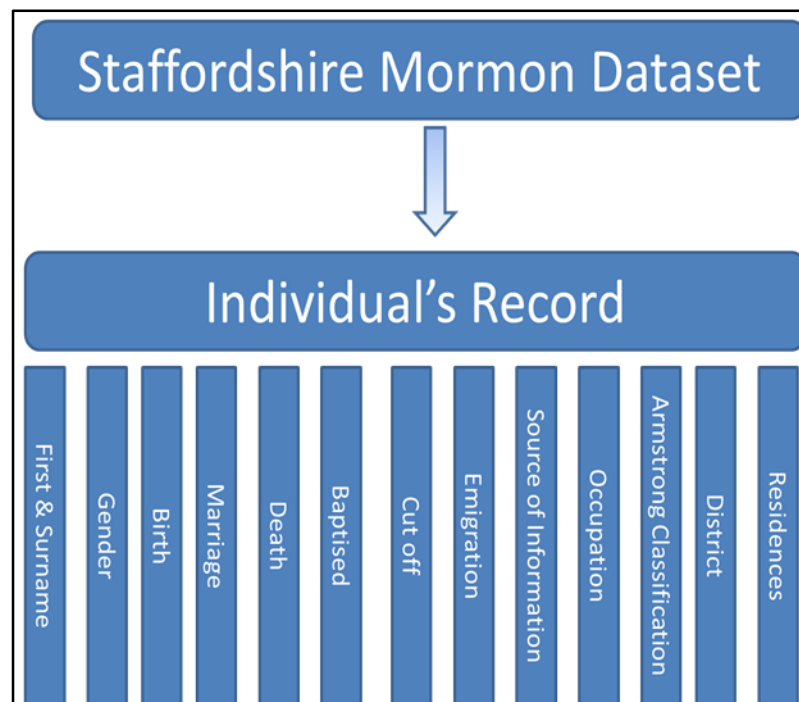 Staffordshire Mormon Dataset
Individual's Record
First & Surname
Gender
Birth
Marriage
Death
Baptised
Cut off
Emigration
Source of Information
Occupation
Armstrong Classification
District
Residences